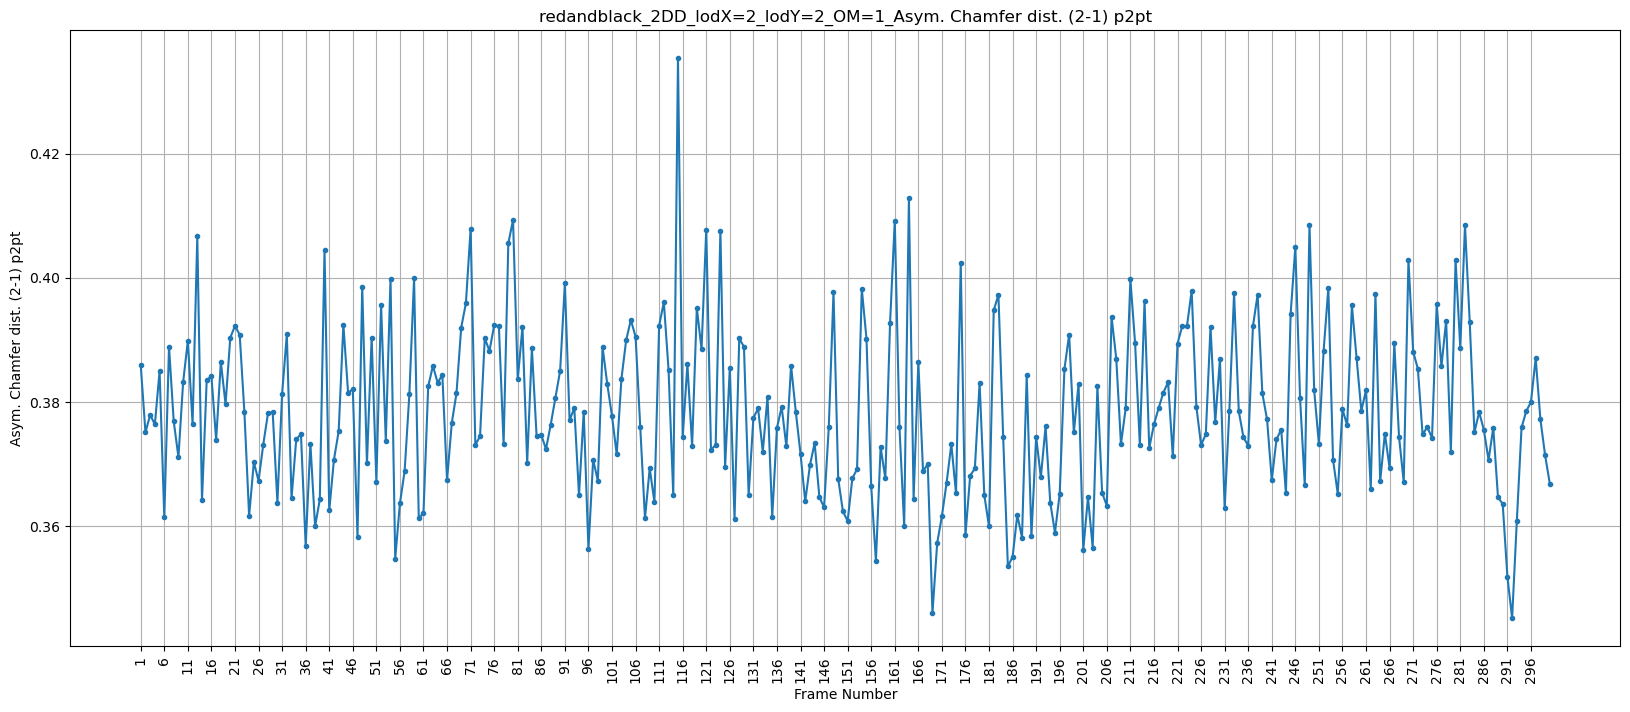 redandblack_2DD_lodX=2_lodY=2_OM=1_Asym. Chamfer dist. (2-1) p2pt
Asym. Chamfer dist. (2-1) p2pt
0.42
0.40
0.38
0.36
1 6 11 16 21 26 31 36 41 46 51 56 61 66 71 76 81 86 91 96 101 106 111 116 121 126 131 136 141 146 151 156 161 166 171 176 181 186 191 196 201 206 211 216 221 226 231 236 241 246 251 256 261 266 271 276 281 286 291 296
Frame Number